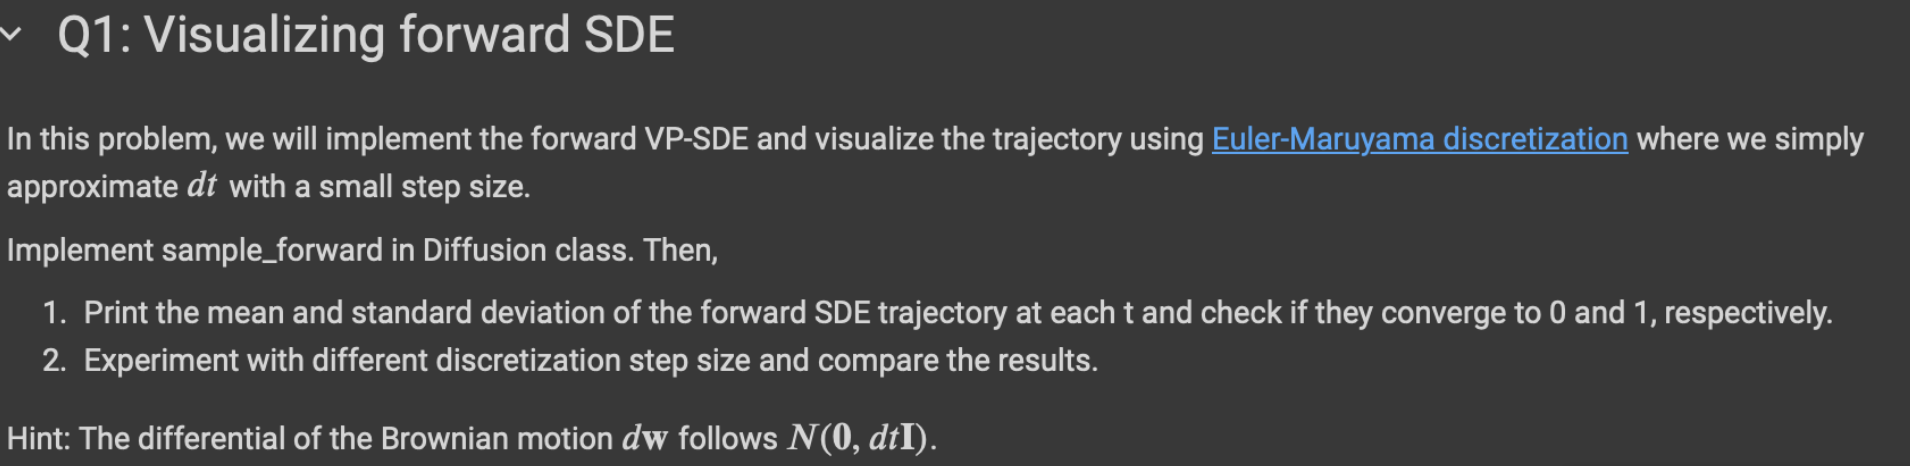 Q1: Visualizing forward SDE
In this problem, we will implement the forward VP-SDE and visualize the trajectory using Euler-Maruyama discretization where we simply
approximate dt with a small step size.
Implement sample_forward in Diffusion class. Then,
1. Print the mean and standard deviation of the forward SDE trajectory at each t and check if they converge to 0 and 1, respectively.
2. Experiment with different discretization step size and compare the results.
Hint: The differential of the Brownian motion dw follows N(0, dtI).